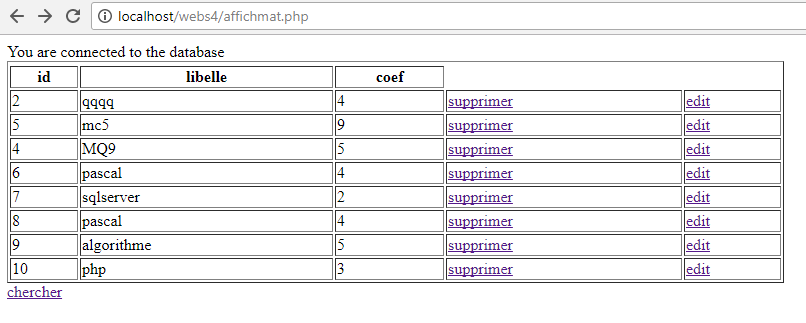 localhost/webs4/affichmat.php
You are connected to the database
id libelle coef
2 qqqq 4 supprimer edit
5 mc5 9 supprimer edit
4 MQ9 5 supprimer edit
6 pascal 4 supprimer edit
7 sqlserver 2 supprimer edit
8 pascal 4 supprimer edit
9 algorithme 5 supprimer edit
10 php 3 supprimer edit
chercher